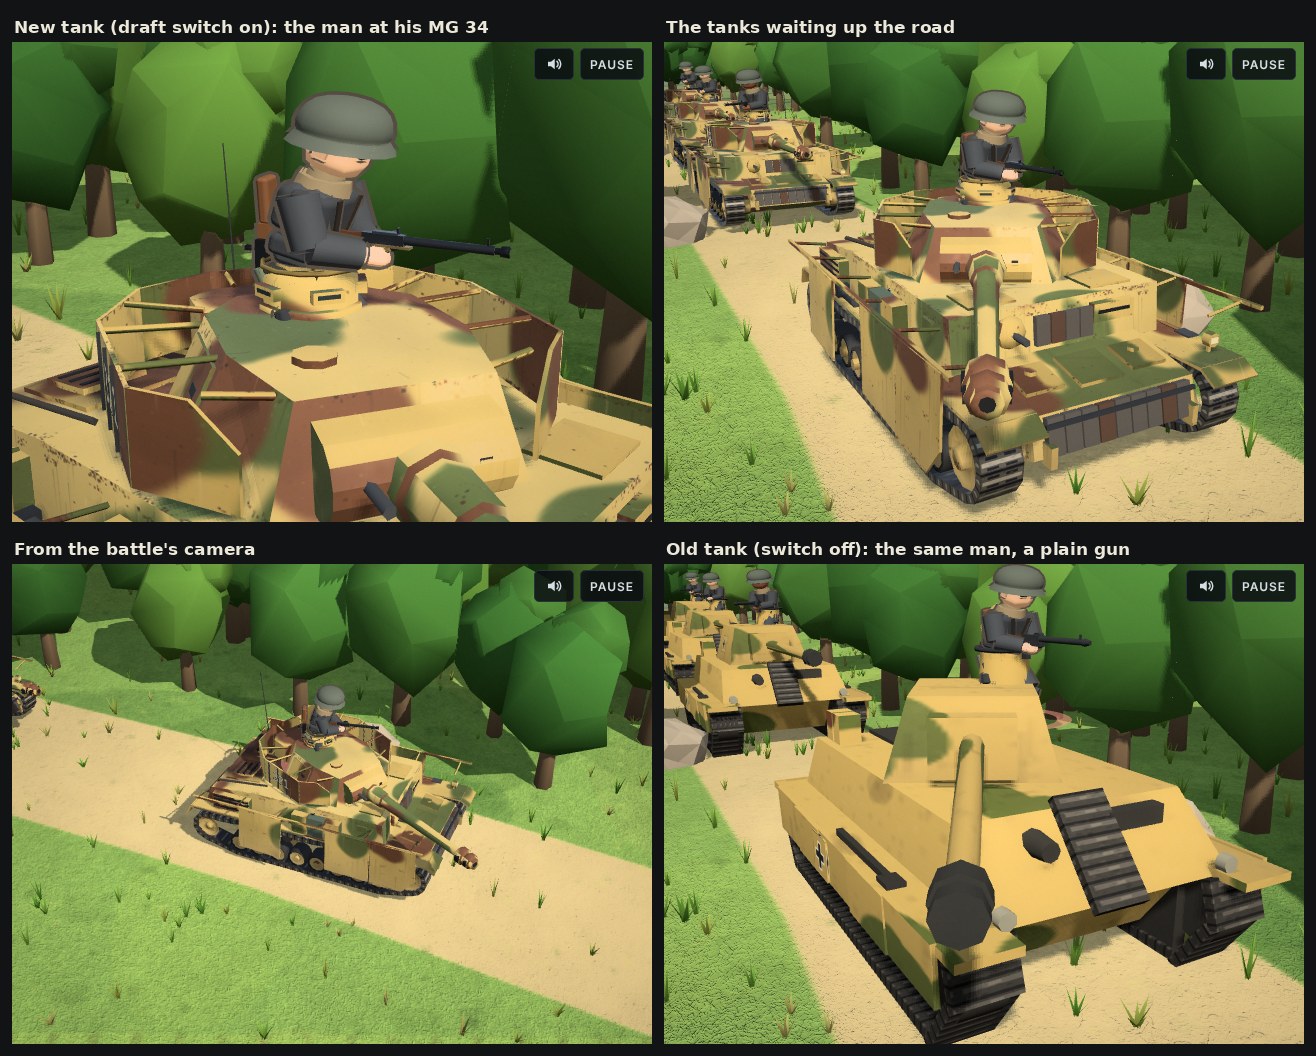 New tank (draft switch on): the man at his MG 34
PAUSE
The tanks waiting up the road
PAUSE
From the battle's camera
PAUSE
Old tank (switch off): the same man, a plain gun
PAUSE